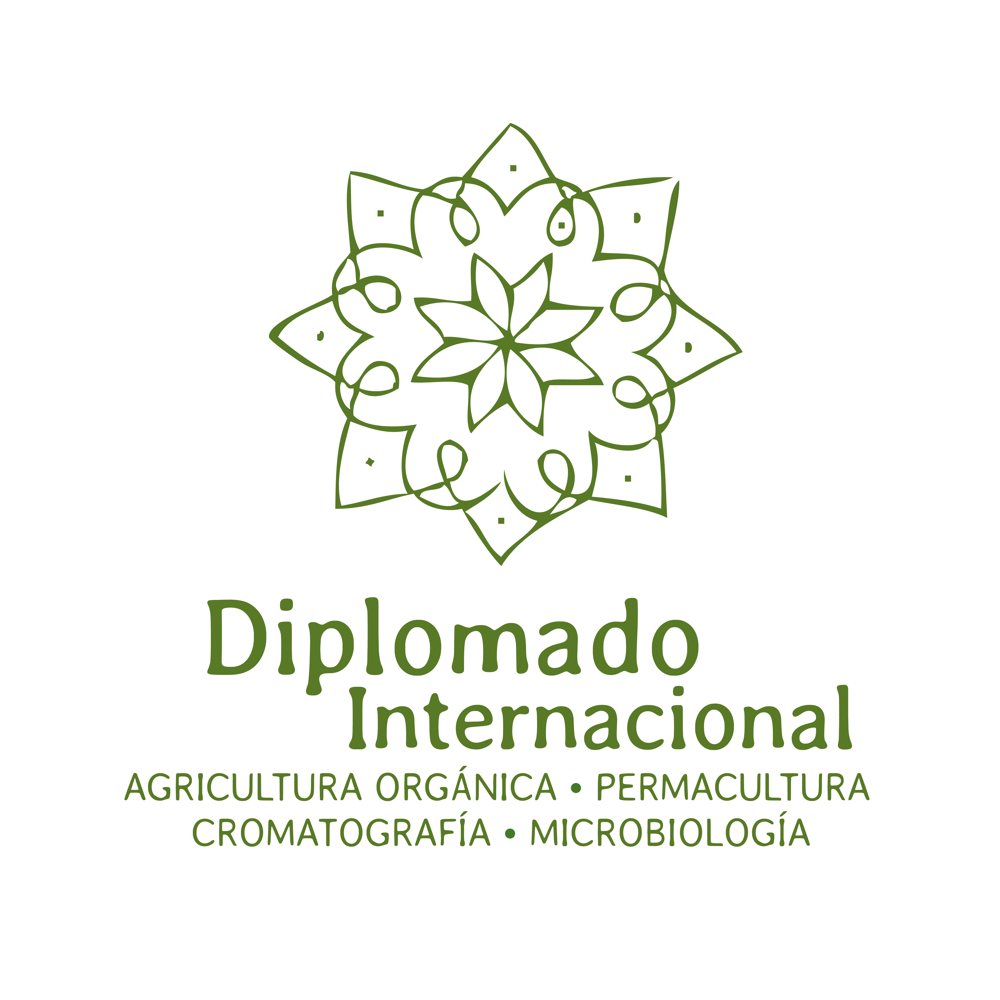 Diplomado
Internacional
AGRICULTURA ORGÁNICA • PERMACULTURA
CROMATOGRAFÍA • MICROBIOLOGÍA